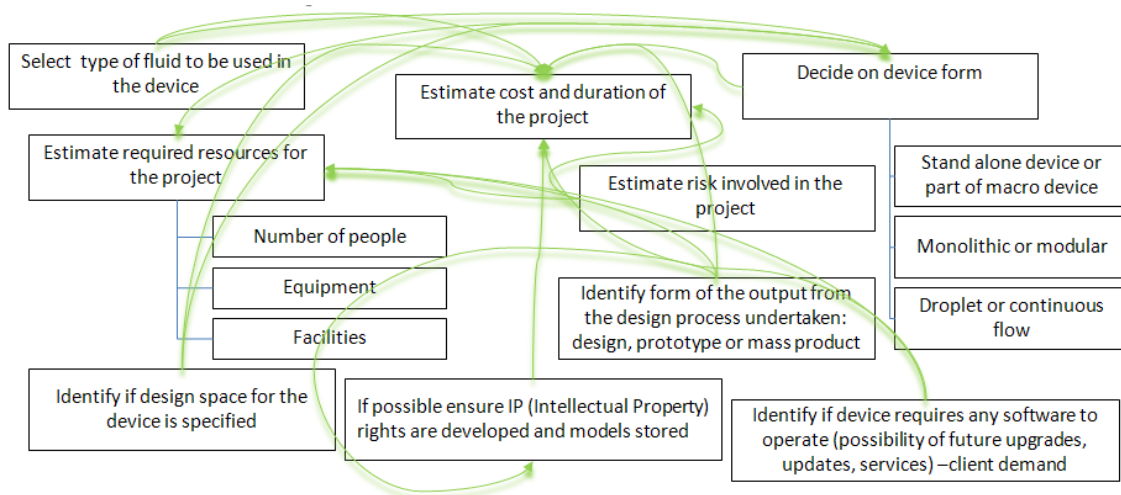 Select type of fluid to be used in
the device
Estimate cost and duration of
the project
Decide on device form
Estimate required resources for
the project
Number of people
Equipment
Facilities
Estimate risk involved in the
project
Stand alone device or
part of macro device
Monolithic or modular
Droplet or continuous
flow
Identify form of the output from
the design process undertaken:
design, prototype or mass product
Identify if design space for the
device is specified
If possible ensure IP (Intellectual Property)
rights are developed and models stored
Identify if device requires any software to
operate (possibility of future upgrades,
updates, services) –client demand